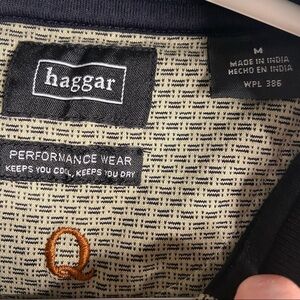 haggar
M
MADE IN INDIA
HECHO EN INDIA
WPL 386
PERFORMANCE WEAR
KEEPS YOU COOL, KEEPS YOU DRY
Q